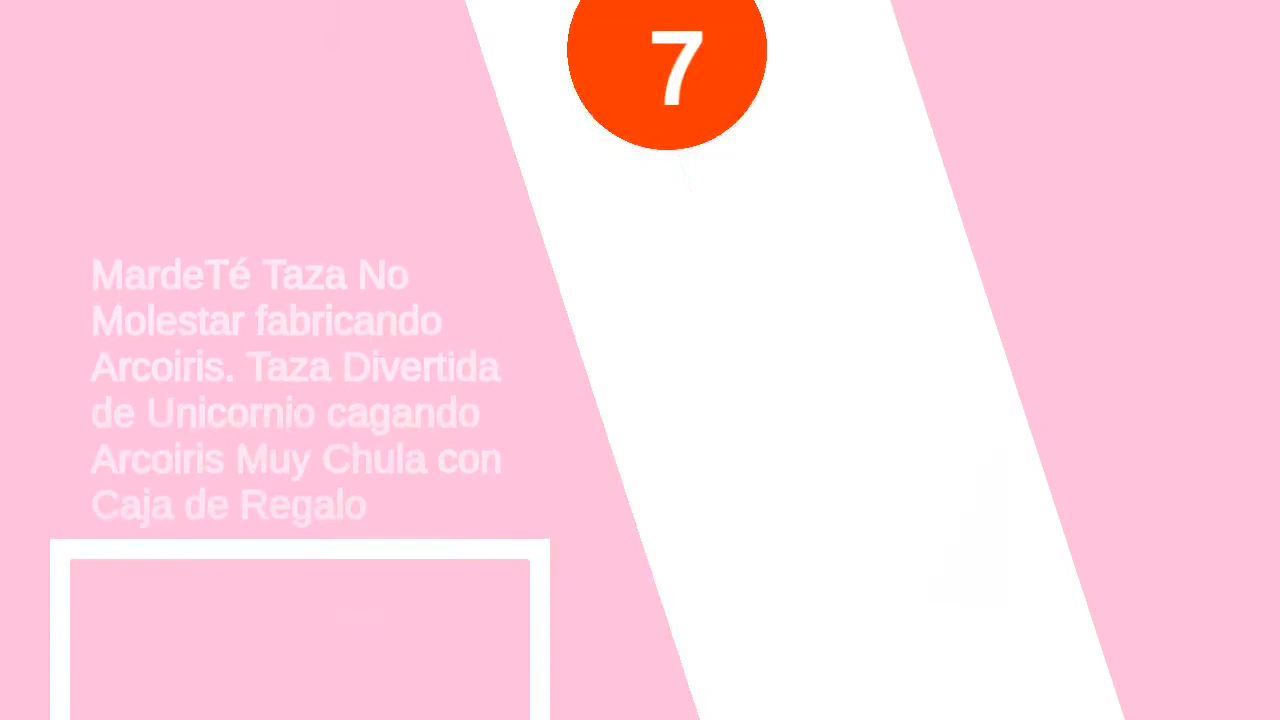 7
MardeTé Taza No
Molestar fabricando
Arcoiris. Taza Divertida
de Unicornio cagando
Arcoiris Muy Chula con
Caja de Regalo